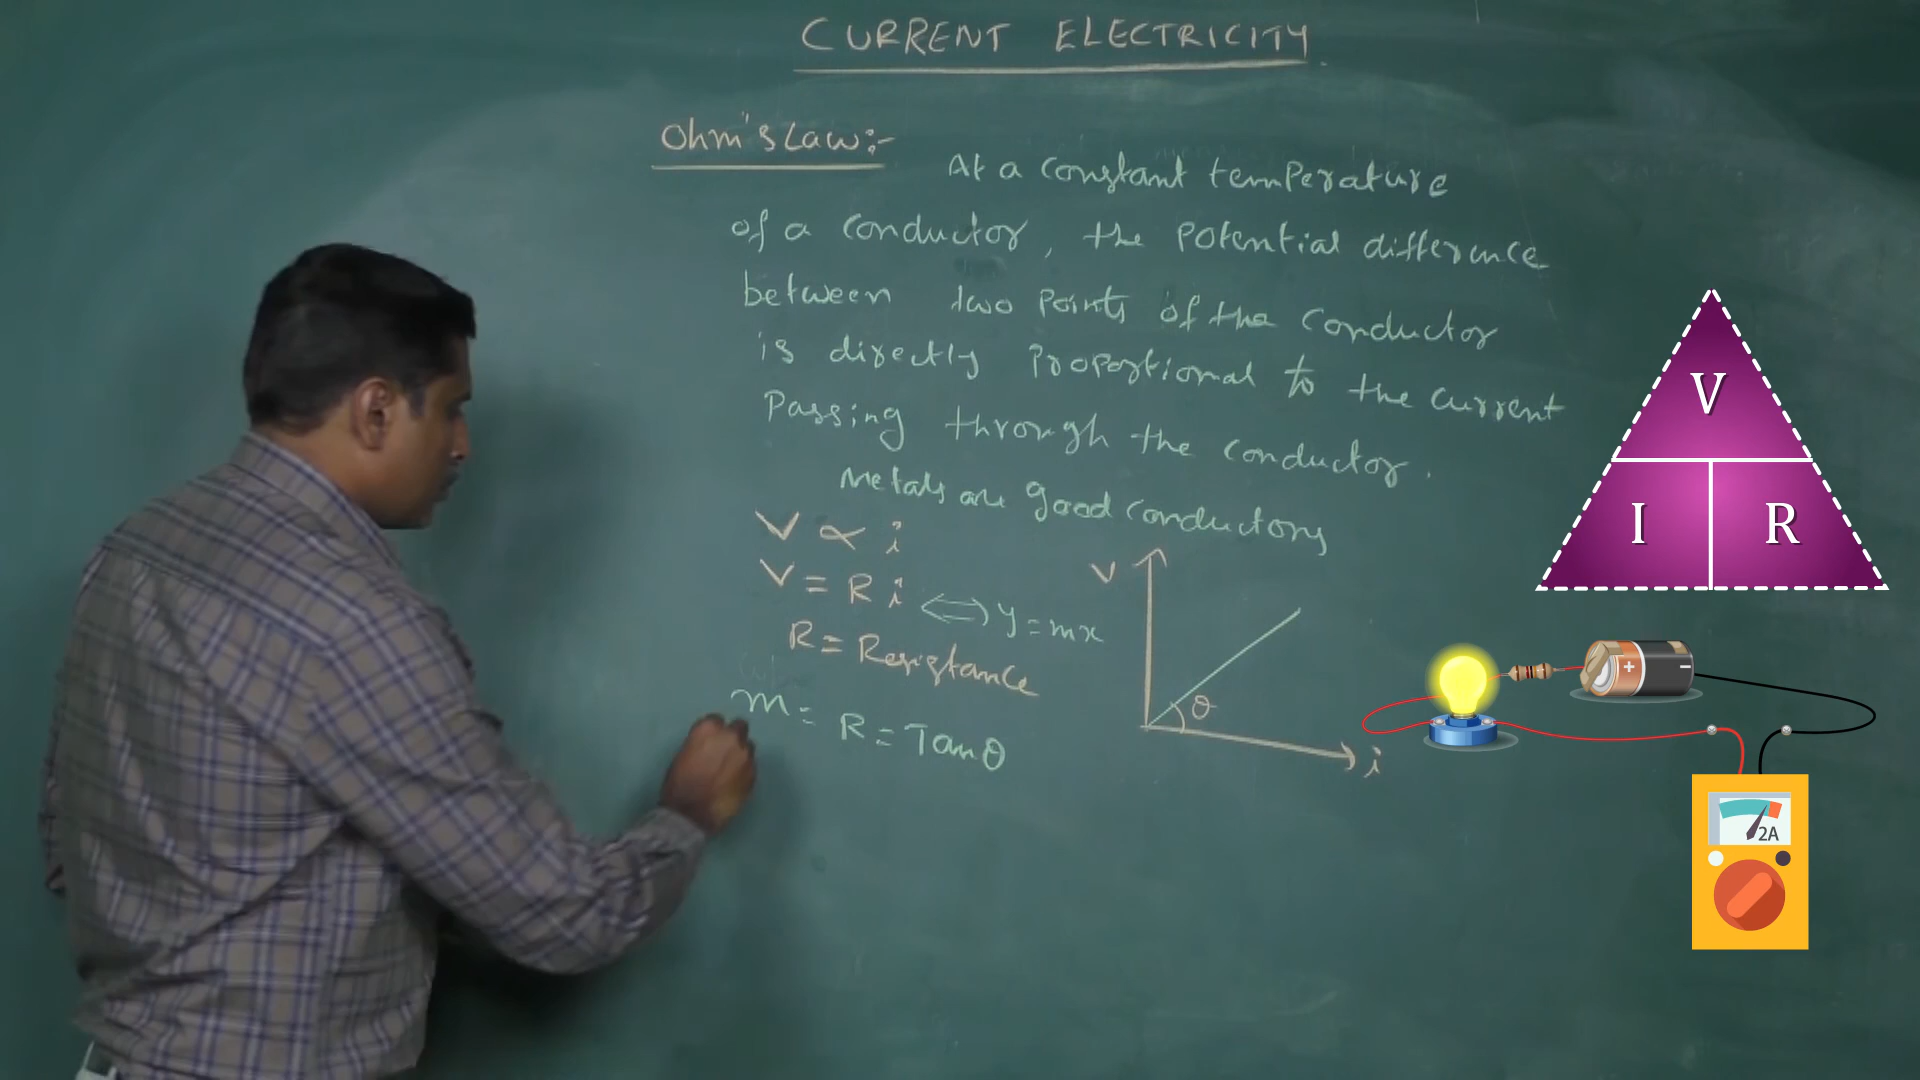 CURRENT ELECTRICITY
Ohm's Law:-
At a constant temperature
of a conductor, the potential difference
between two points of the conductor
is directly proportional to the current
passing through the conductor.
Metals are good conductors
V ∝ i
V = R i ⟺ y = mx
R = Resistance
m = R = Tan θ
V
θ
i
V
I R
+ −
2A